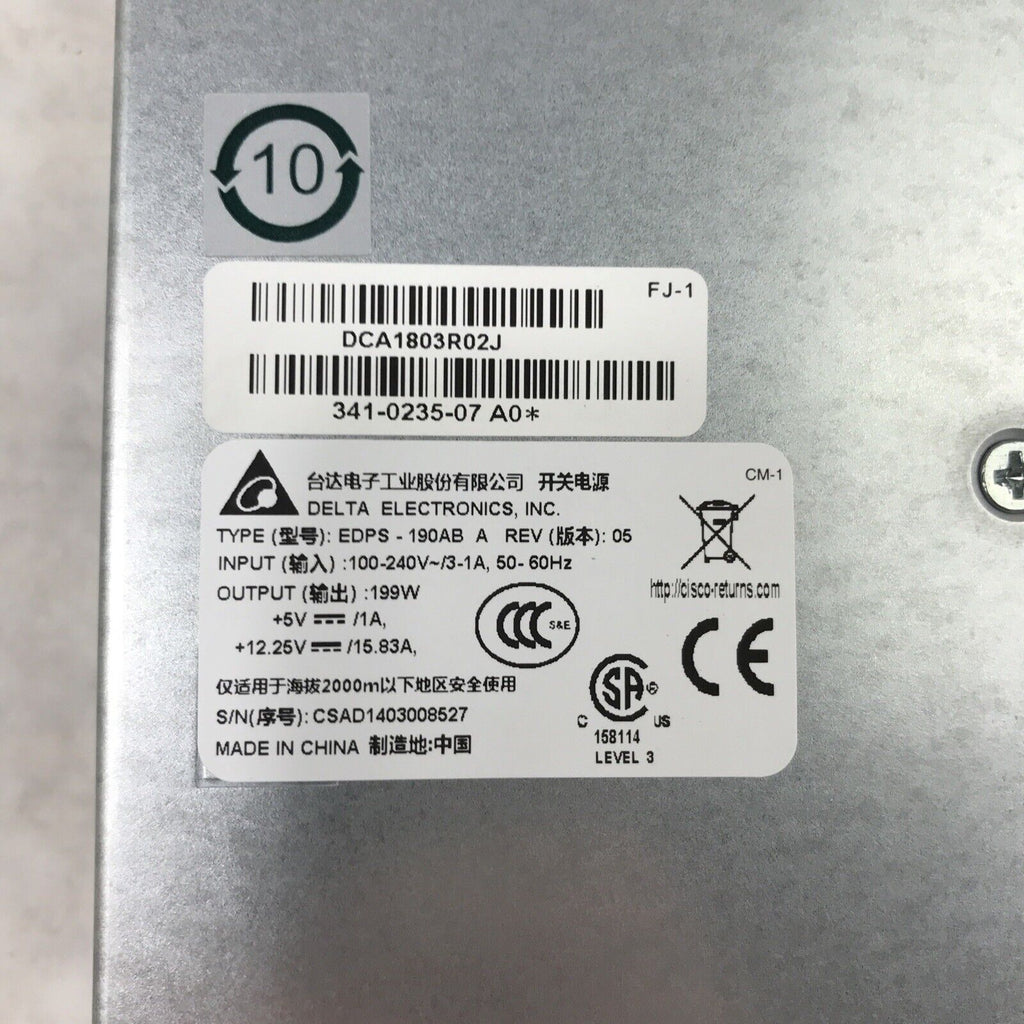 10
FJ-1
DCA1803R02J
341-0235-07 A0*
CM-1
台达电子工业股份有限公司 开关电源
DELTA ELECTRONICS, INC.
TYPE (型号): EDPS - 190AB A REV (版本): 05
INPUT (输入) :100-240V~/3-1A, 50- 60Hz
http://cisco-returns.com
OUTPUT (输出) :199W
+5V ⎓ /1A,
+12.25V ⎓ /15.83A,
CCC S&E
CE
仅适用于海拔2000m以下地区安全使用
SA ®
C US
S/N(序号): CSAD1403008527
158114
MADE IN CHINA 制造地:中国
LEVEL 3